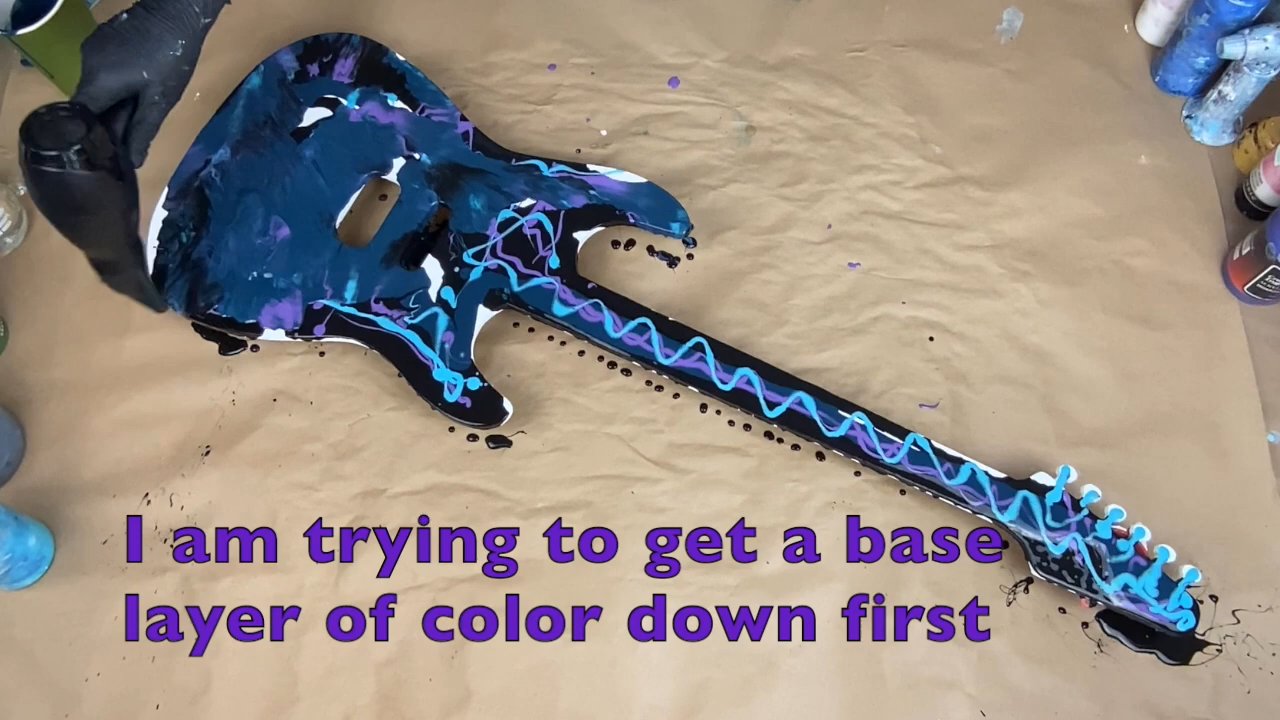 I am trying to get a base
layer of color down first